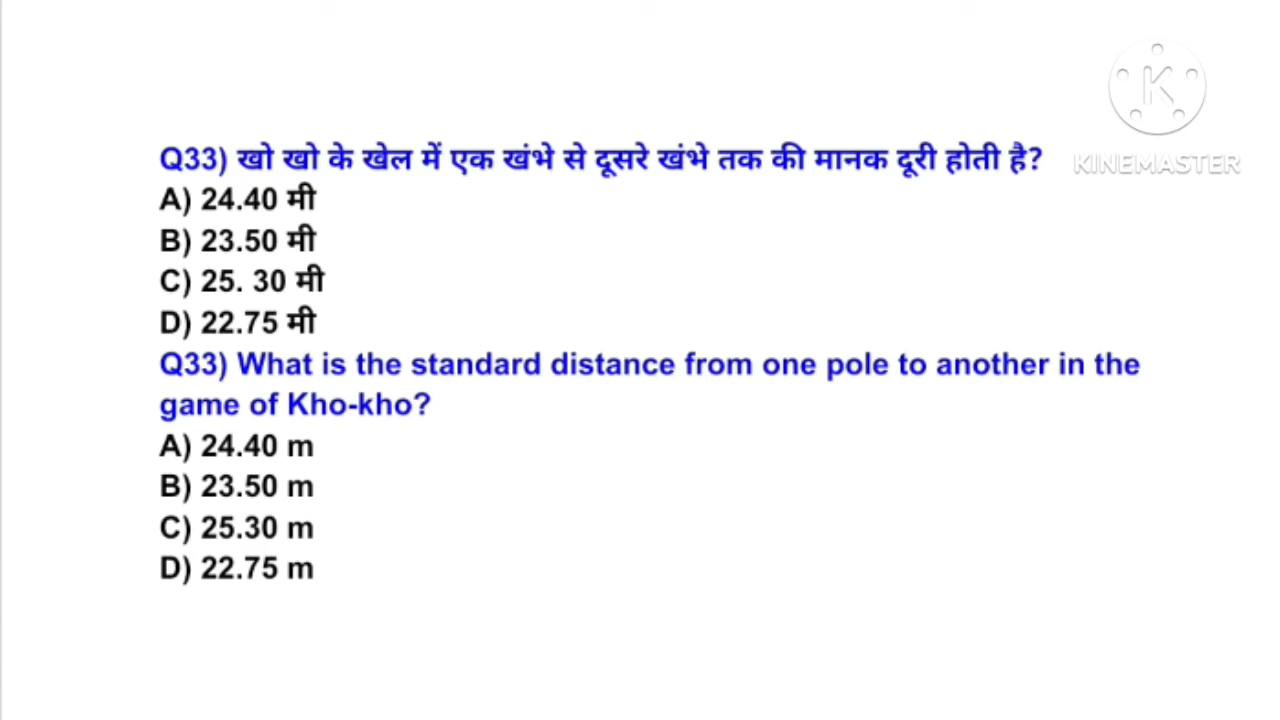 Q33) खो खो के खेल में एक खंभे से दूसरे खंभे तक की मानक दूरी होती है?
A) 24.40 मी
B) 23.50 मी
C) 25. 30 मी
D) 22.75 मी
Q33) What is the standard distance from one pole to another in the
game of Kho-kho?
A) 24.40 m
B) 23.50 m
C) 25.30 m
D) 22.75 m
K
KINEMASTER